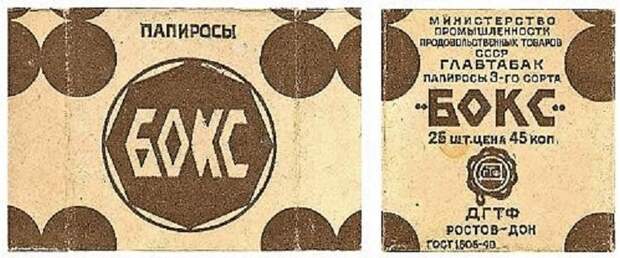 ПАПИРОСЫ
БОКС
МИНИСТЕРСТВО
ПРОМЫШЛЕННОСТИ
ПРОДОВОЛЬСТВЕННЫХ ТОВАРОВ
СССР
ГЛАВТАБАК
ПАПИРОСЫ 3-ГО СОРТА
"БОКС"
25 ШТ. ЦЕНА 45 КОП.
ДГТФ
РОСТОВ-ДОН
ГОСТ 1505-40